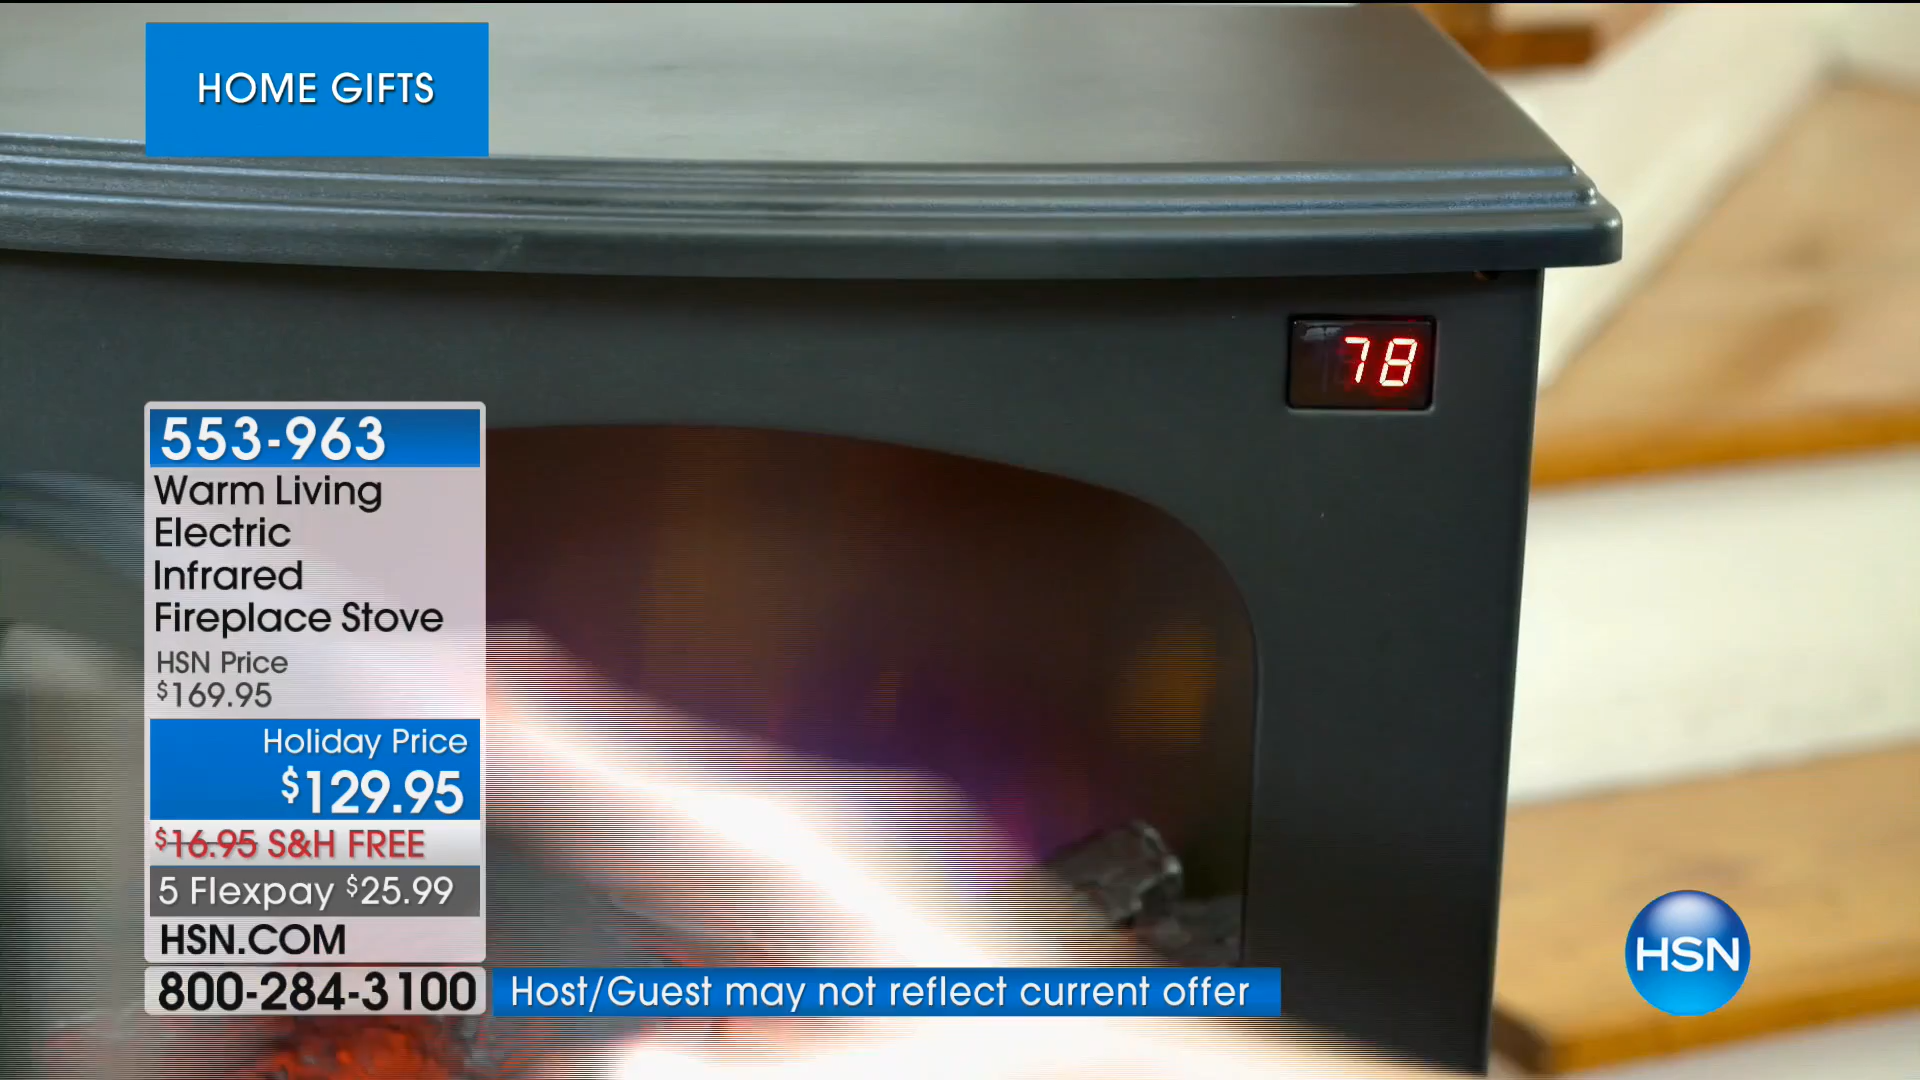 HOME GIFTS
78
553-963
Warm Living
Electric
Infrared
Fireplace Stove
HSN Price
$169.95
Holiday Price
$129.95
$16.95 S&H FREE
5 Flexpay $25.99
HSN.COM
800-284-3100
Host/Guest may not reflect current offer
HSN